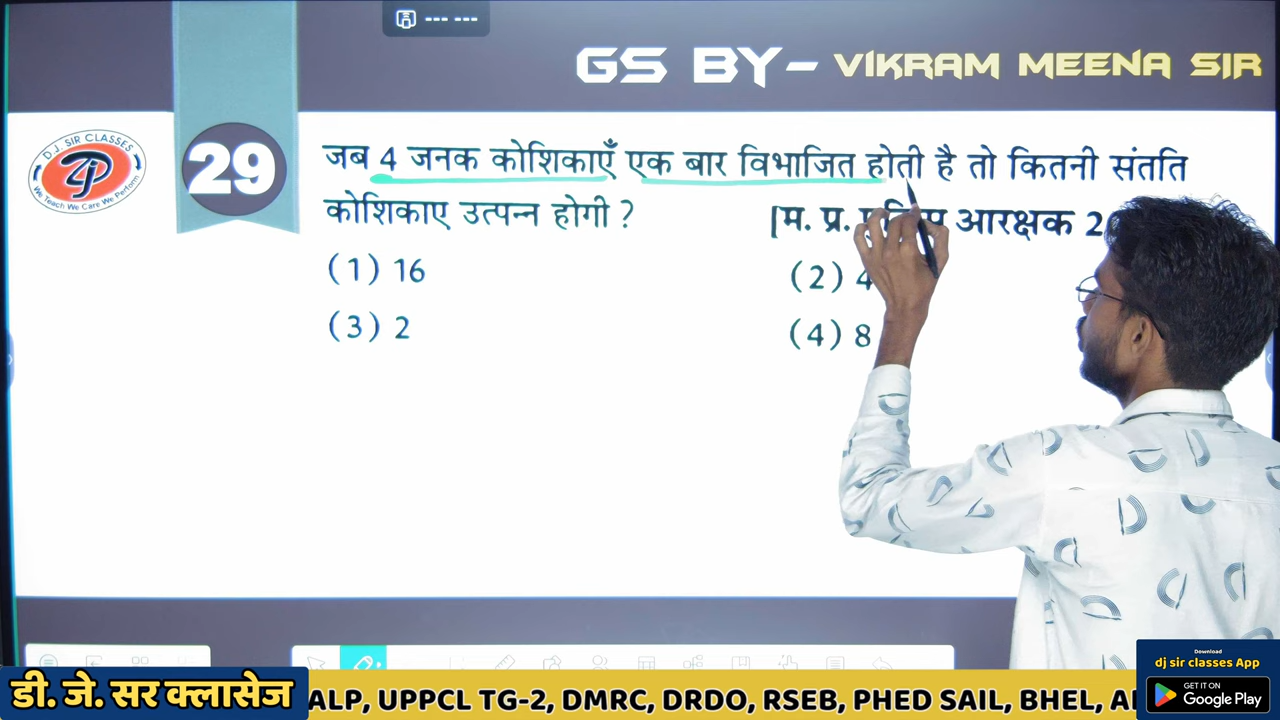 --- ---
GS BY- VIKRAM MEENA SIR
D.J. SIR CLASSES
We Teach We Care We Perform
29
जब 4 जनक कोशिकाएँ एक बार विभाजित होती है तो कितनी संतति
कोशिकाए उत्पन्न होगी ?
[म. प्र. आरक्षक
(1) 16
(2) 4
(3) 2
(4) 8
Download
dj sir classes App
GET IT ON
Google Play
डी. जे. सर क्लासेज
ALP, UPPCL TG-2, DMRC, DRDO, RSEB, PHED SAIL, BHEL,